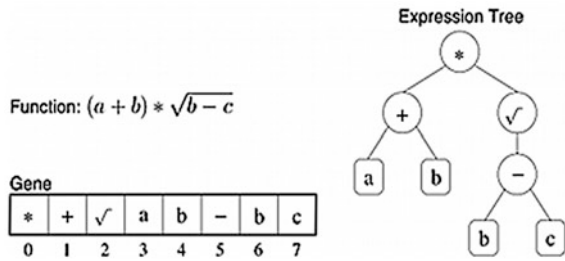 Expression Tree
*
Function: (a + b) * √b − c
+ √
a b −
b c
Gene
* + √ a b − b c
0 1 2 3 4 5 6 7